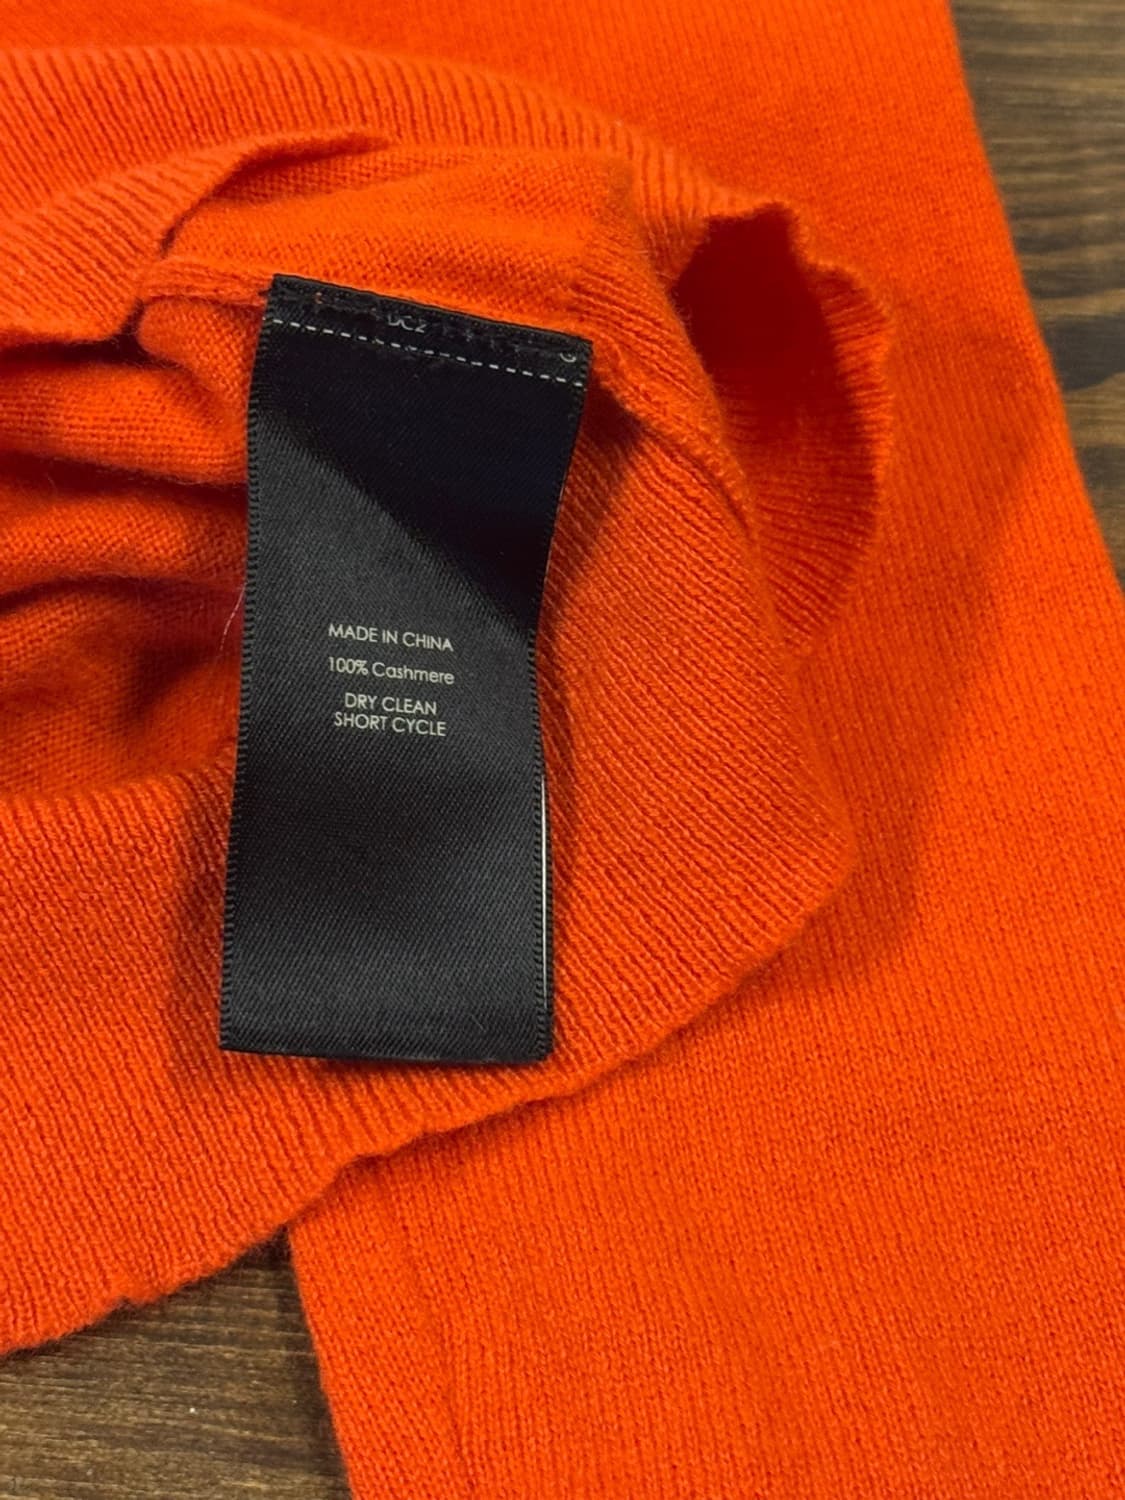 MADE IN CHINA
100% Cashmere
DRY CLEAN
SHORT CYCLE